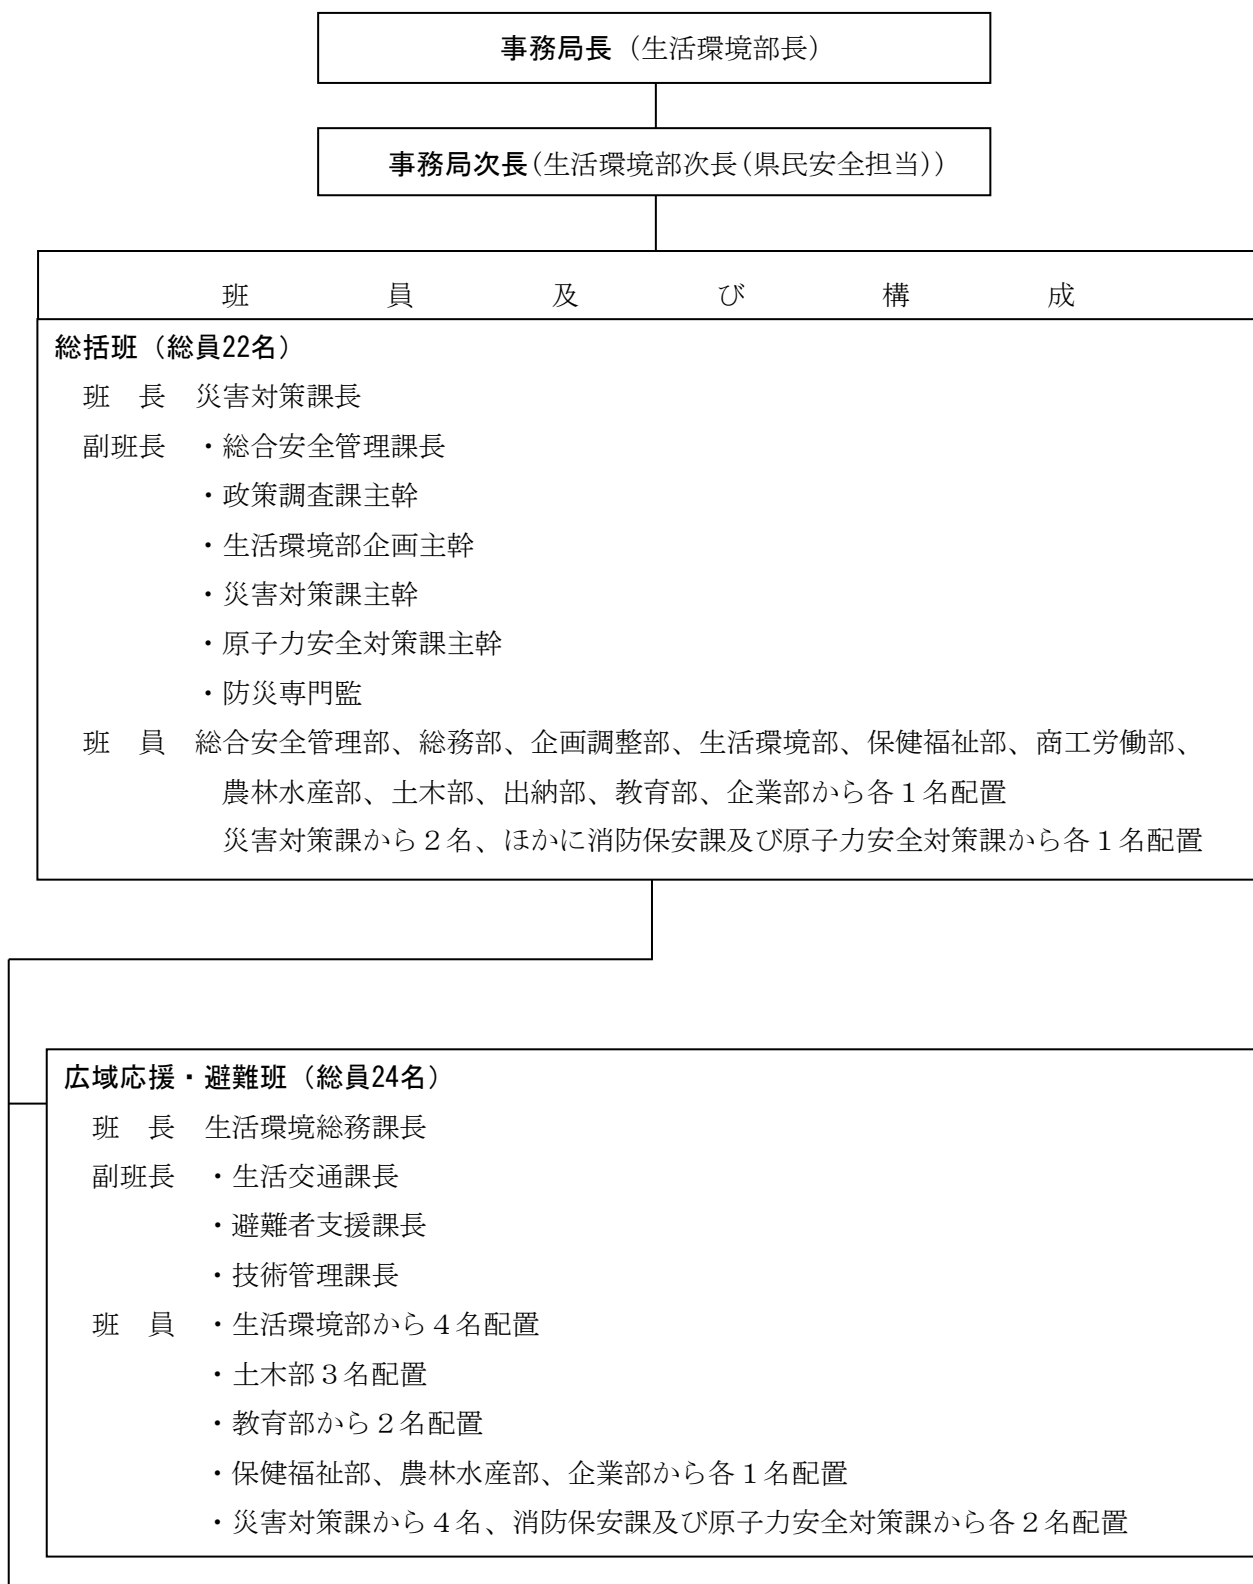 事務局長（生活環境部長）
事務局次長(生活環境部次長(県民安全担当))
班　員　及　び　構　成
総括班（総員22名）
班　長　災害対策課長
副班長　・総合安全管理課長
・政策調査課主幹
・生活環境部企画主幹
・災害対策課主幹
・原子力安全対策課主幹
・防災専門監
班　員　総合安全管理部、総務部、企画調整部、生活環境部、保健福祉部、商工労働部、
農林水産部、土木部、出納部、教育部、企業部から各１名配置
災害対策課から２名、ほかに消防保安課及び原子力安全対策課から各１名配置
広域応援・避難班（総員24名）
班　長　生活環境総務課長
副班長　・生活交通課長
・避難者支援課長
・技術管理課長
班　員　・生活環境部から４名配置
・土木部３名配置
・教育部から２名配置
・保健福祉部、農林水産部、企業部から各１名配置
・災害対策課から４名、消防保安課及び原子力安全対策課から各２名配置